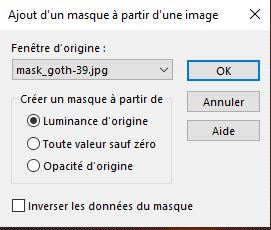 Ajout d'un masque à partir d'une image
Fenêtre d'origine :
mask_goth-39.jpg
OK
Annuler
Aide
Créer un masque à partir de
Luminance d'origine
Toute valeur sauf zéro
Opacité d'origine
Inverser les données du masque